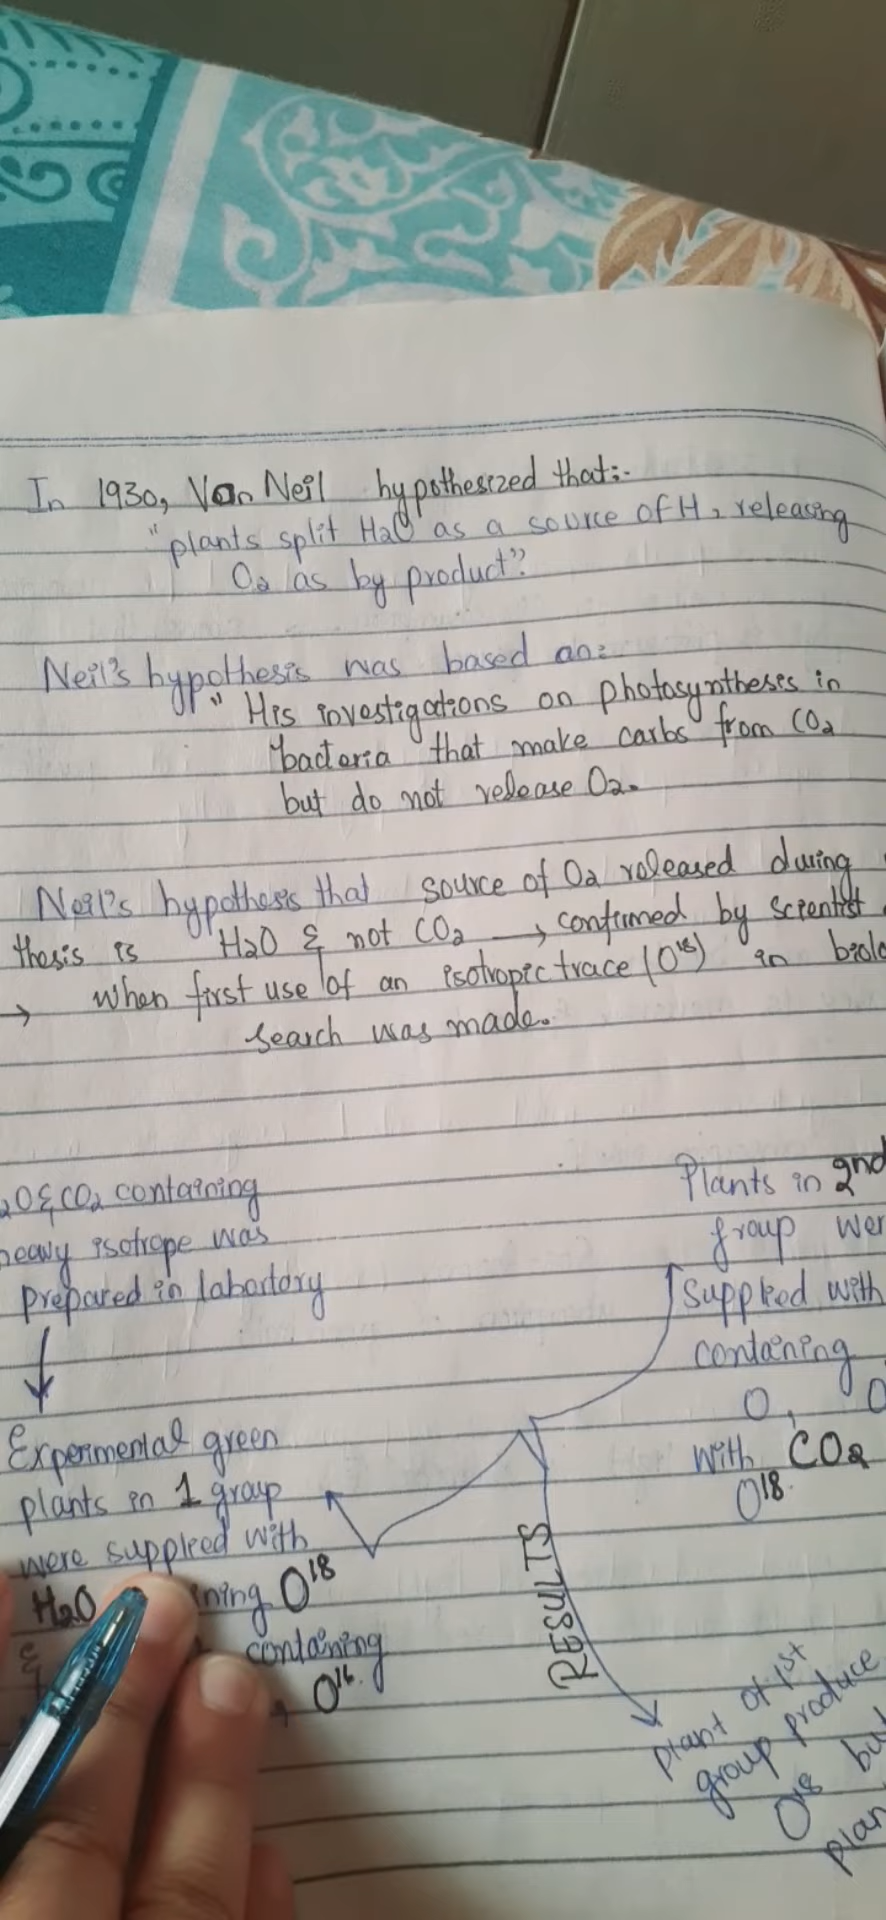 In 1930, Van Neil hypothesized that:-
"plants split H2O as a source of H, releasing
O2 as by product".
Neil's hypothesis was based an:
" His investigations on photosynthesis in
bacteria that make carbs from CO2
but do not release O2.
Neil's hypothesis that source of O2 released during
thesis is H2O & not CO2 → confirmed by scientist
→ when first use of an isotropic trace (O18) in biolo
search was made.
2O & CO2 containing
heavy isotrope was
prepared in labortory
Plants in 2nd
group wer
supplied with
containing
O,
with CO2
O18.
Experimental green
plants in 1 group
were supplied with
H2O ning O18
& containing
O16.
RESULTS
plant of 1st
group produce
O18 but
plan